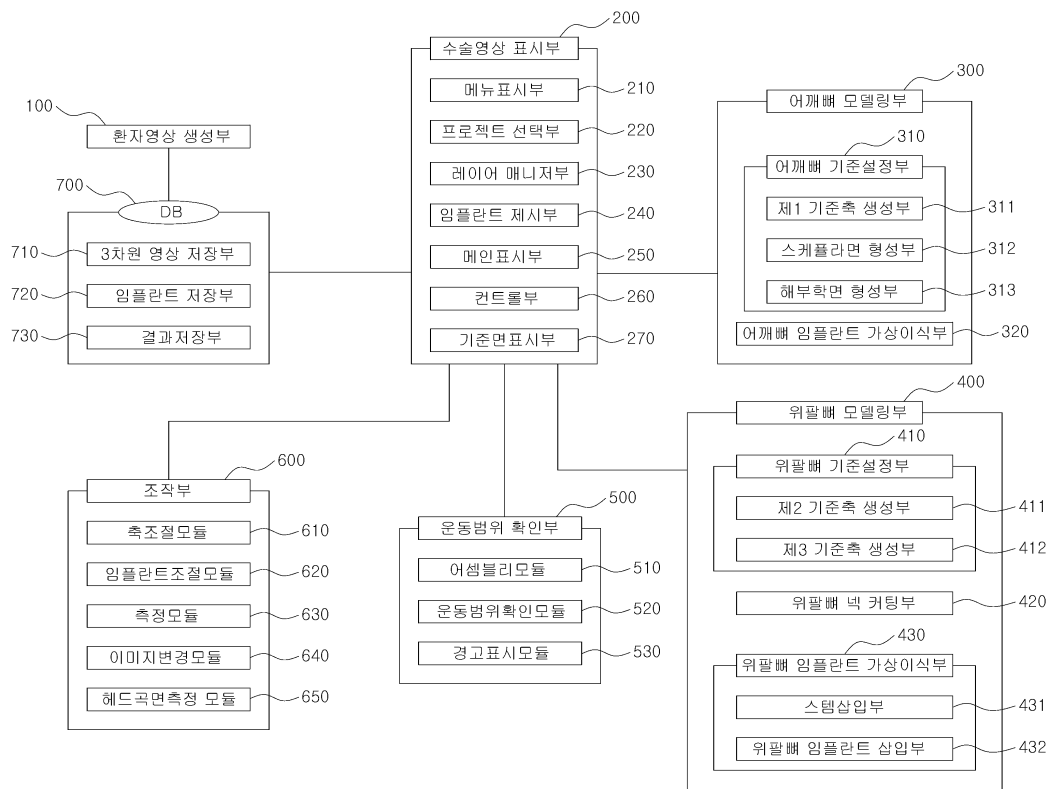 200
수술영상 표시부
메뉴표시부
210
프로젝트 선택부
220
레이어 매니저부
230
임플란트 제시부
240
메인표시부
250
컨트롤부
260
기준면표시부
270
100
환자영상 생성부
700
DB
710
3차원 영상 저장부
720
임플란트 저장부
730
결과저장부
300
어깨뼈 모델링부
310
어깨뼈 기준설정부
제1 기준축 생성부
311
스케플라면 형성부
312
해부학면 형성부
313
어깨뼈 임플란트 가상이식부
320
400
위팔뼈 모델링부
410
위팔뼈 기준설정부
제2 기준축 생성부
411
제3 기준축 생성부
412
위팔뼈 넥 커팅부
420
430
위팔뼈 임플란트 가상이식부
스템삽입부
431
위팔뼈 임플란트 삽입부
432
500
운동범위 확인부
어셈블리모듈
510
운동범위확인모듈
520
경고표시모듈
530
600
조작부
축조절모듈
610
임플란트조절모듈
620
측정모듈
630
이미지변경모듈
640
헤드곡면측정 모듈
650